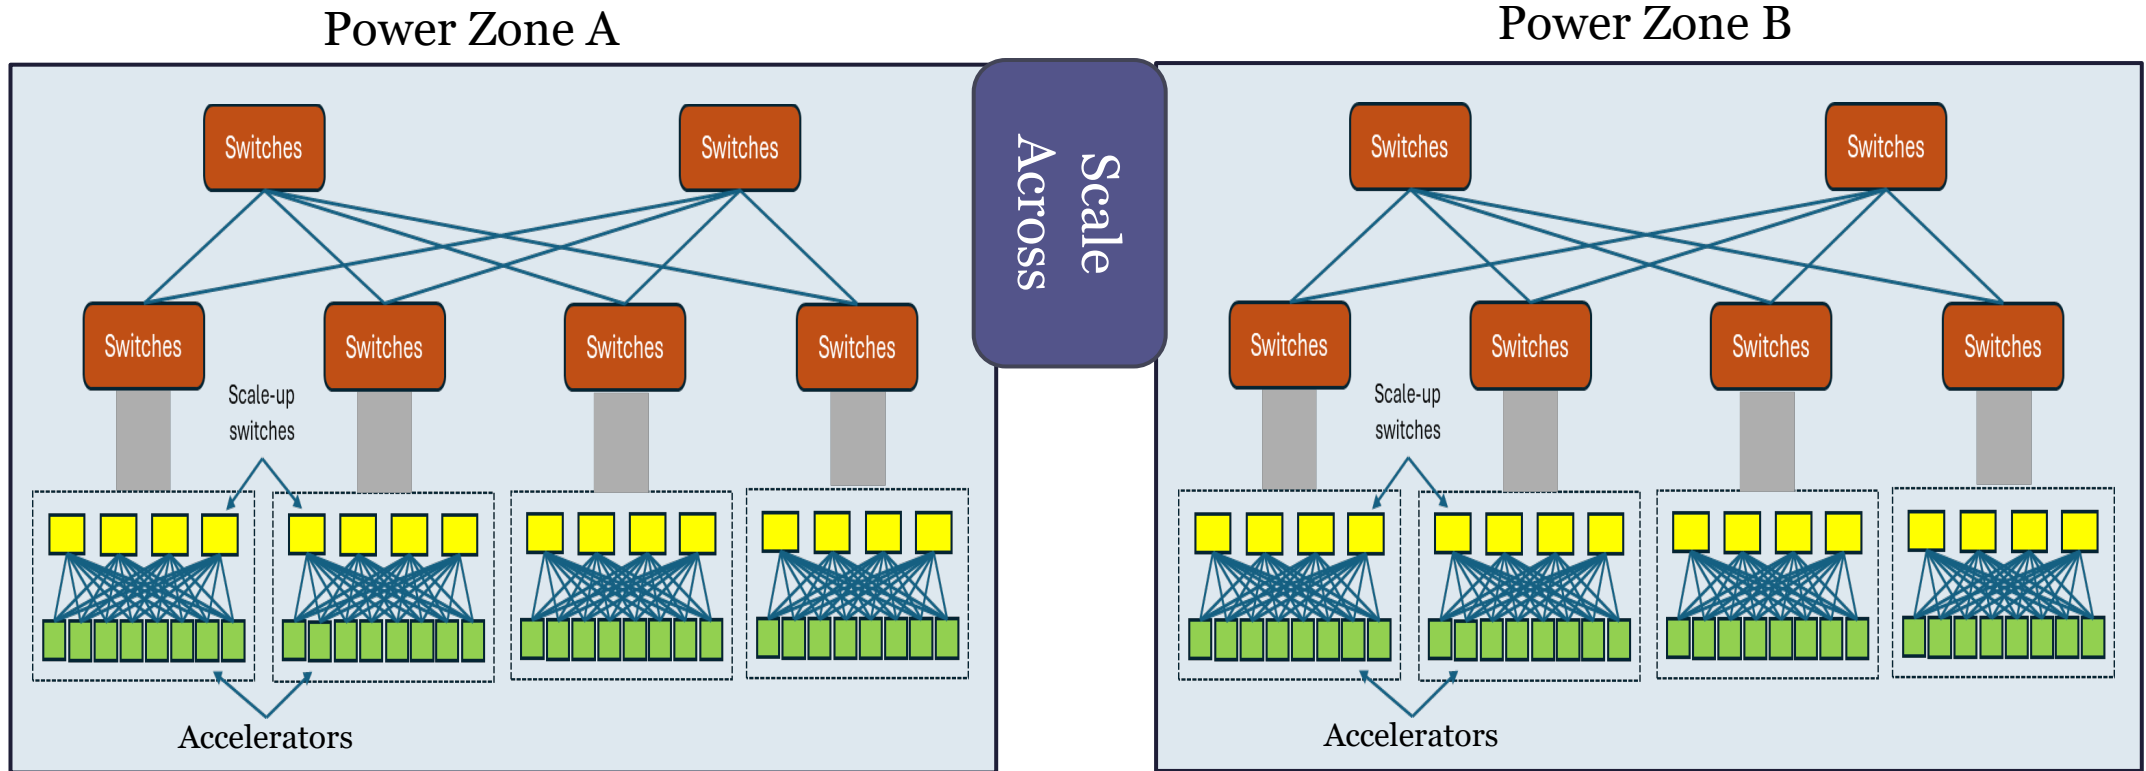 Power Zone A
Switches
Switches
Switches
Switches
Switches
Switches
Scale-up
switches
Accelerators
Scale
Across
Power Zone B
Switches
Switches
Switches
Switches
Switches
Switches
Scale-up
switches
Accelerators